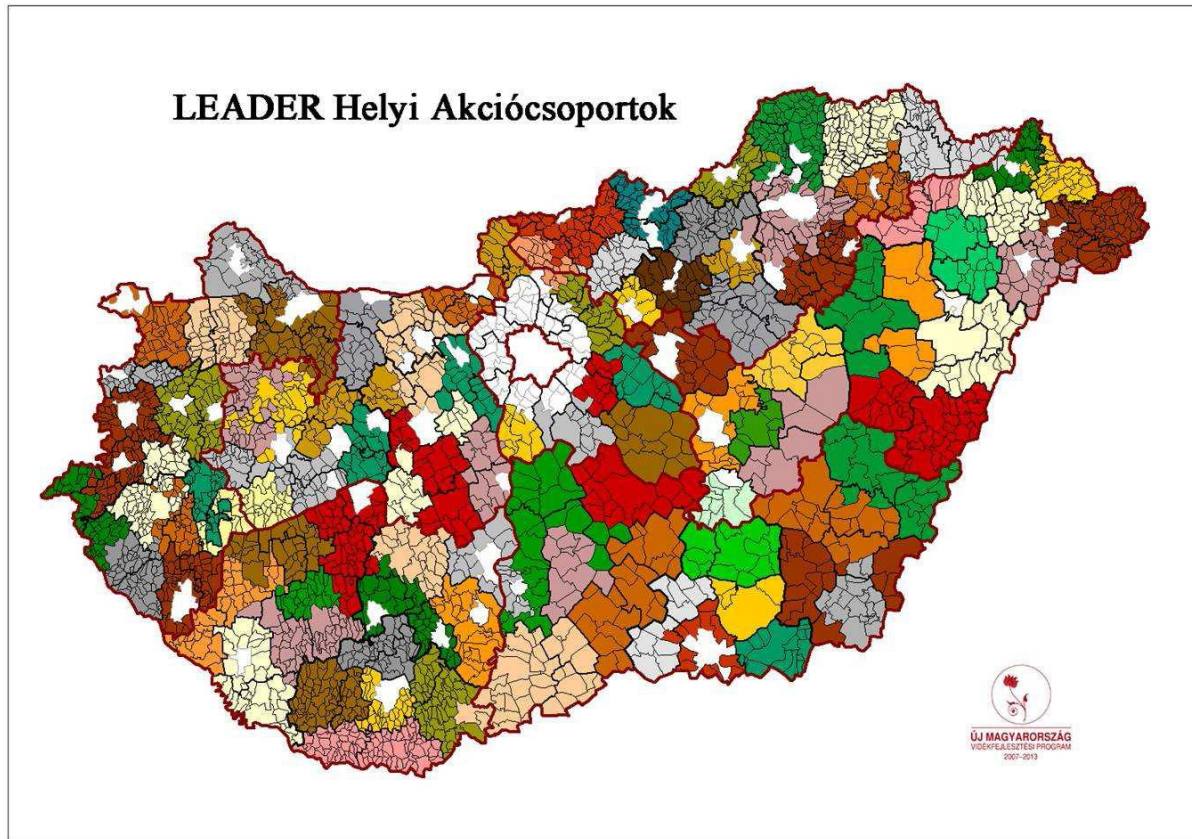 LEADER Helyi Akciócsoportok
ÚJ MAGYARORSZÁG
VIDÉKFEJLESZTÉSI PROGRAM
2007–2013